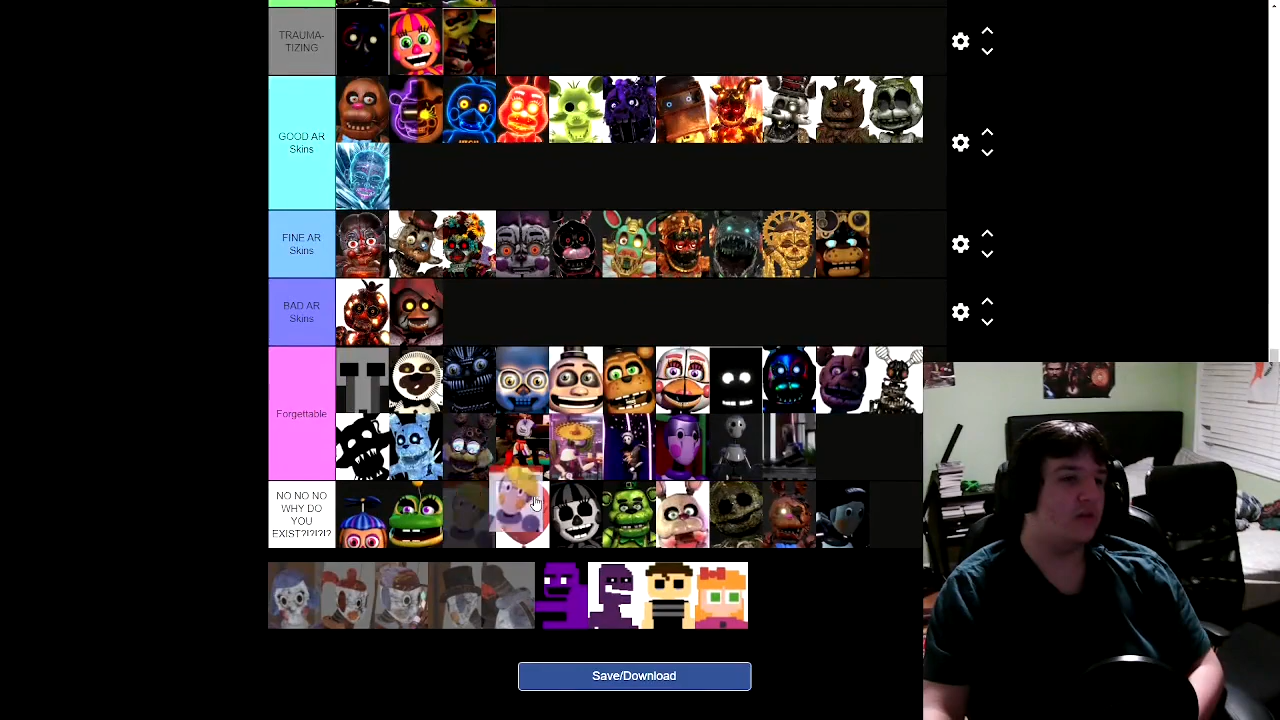 TRAUMA-
TIZING
GOOD AR
Skins
FINE AR
Skins
BAD AR
Skins
Forgettable
NO NO NO
WHY DO
YOU
EXIST?!?!?!?
Save/Download